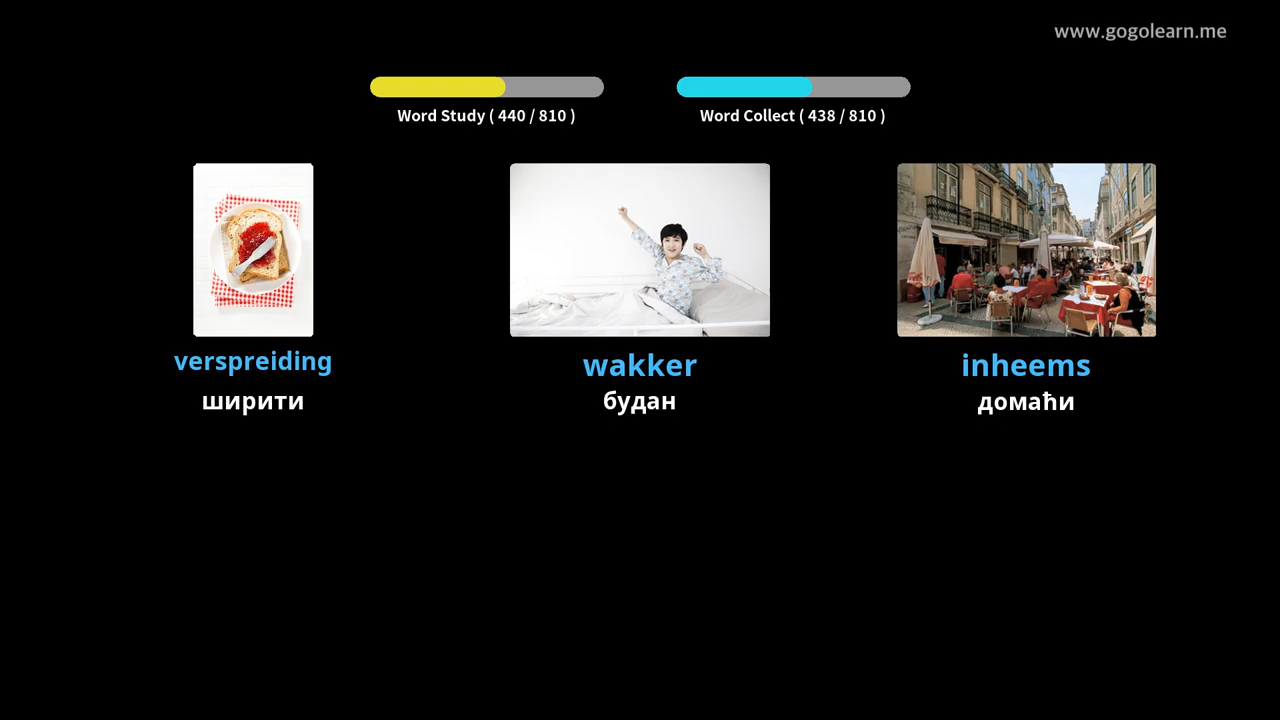 www.gogolearn.me
Word Study ( 440 / 810 )
Word Collect ( 438 / 810 )
verspreiding
ширити
wakker
будан
inheems
домаћи